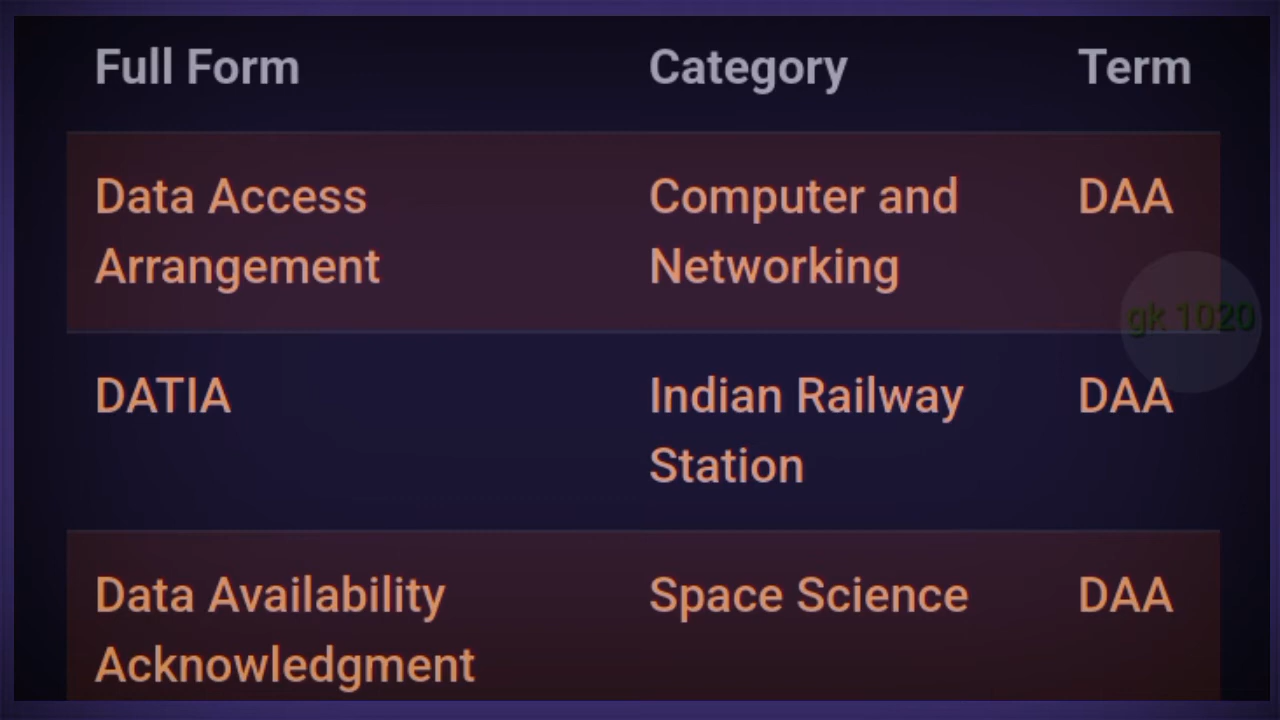 Full Form Category Term
Data Access Computer and DAA
Arrangement Networking
gk 1020
DATIA Indian Railway DAA
Station
Data Availability Space Science DAA
Acknowledgment